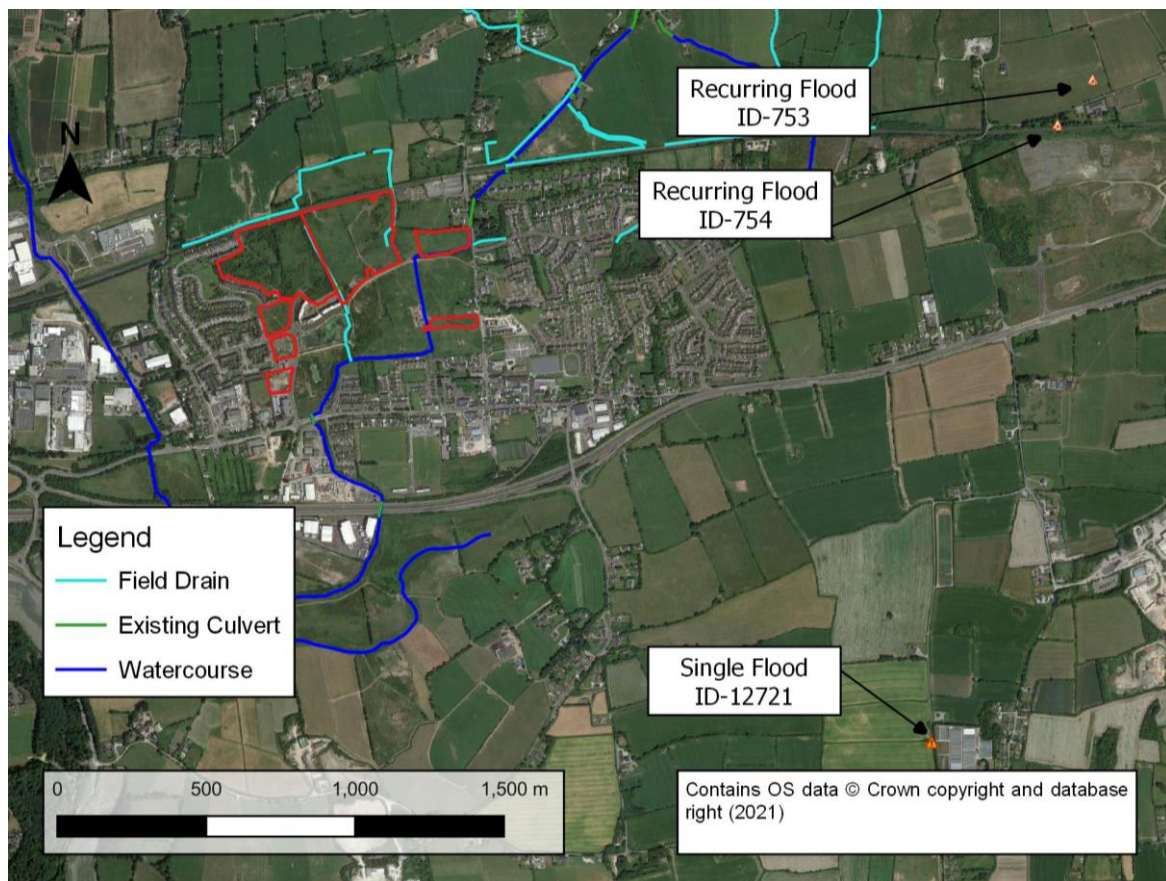 N
Recurring Flood
ID-753
Recurring Flood
ID-754
Legend
Field Drain
Existing Culvert
Watercourse
Single Flood
ID-12721
0 500 1,000 1,500 m
Contains OS data © Crown copyright and database
right (2021)